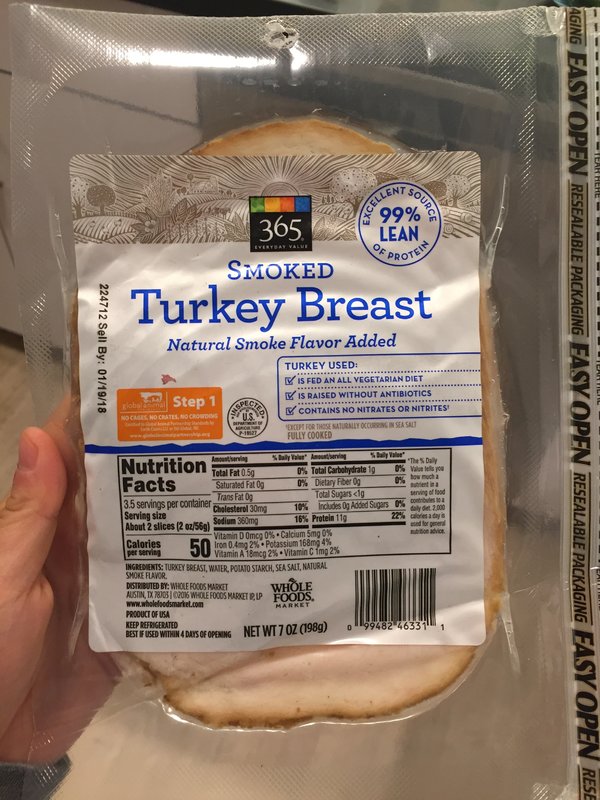 365
EVERYDAY VALUE
EXCELLENT SOURCE
99%
LEAN
OF PROTEIN
SMOKED
Turkey Breast
Natural Smoke Flavor Added
224712 Sell By: 01/19/18
TURKEY USED:
IS FED AN ALL VEGETARIAN DIET
IS RAISED WITHOUT ANTIBIOTICS
CONTAINS NO NITRATES OR NITRITES†
†EXCEPT FOR THOSE NATURALLY OCCURRING IN SEA SALT
FULLY COOKED
global animal
Step 1
NO CAGES, NO CRATES, NO CROWDING
www.globalanimalpartnership.org
INSPECTED
U.S.
DEPARTMENT OF
AGRICULTURE
Nutrition
Facts
3.5 servings per container
Serving size
About 2 slices (2 oz/56g)
Calories 50
per serving
Amount/serving % Daily Value*
Total Fat 0.5g 0%
Saturated Fat 0g 0%
Trans Fat 0g
Cholesterol 30mg 10%
Sodium 360mg 16%
Amount/serving % Daily Value*
Total Carbohydrate 1g 0%
Dietary Fiber 0g 0%
Total Sugars <1g
Includes 0g Added Sugars 0%
Protein 11g 22%
Vitamin D 0mcg 0% • Calcium 5mg 0%
Iron 0.4mg 2% • Potassium 168mg 4%
Vitamin A 18mcg 2% • Vitamin C 1mg 2%
*The % Daily
Value tells you
how much a
nutrient in a
serving of food
contributes to a
daily diet. 2,000
calories a day is
used for general
nutrition advice.
INGREDIENTS: TURKEY BREAST, WATER, POTATO STARCH, SEA SALT, NATURAL
SMOKE FLAVOR.
DISTRIBUTED BY: WHOLE FOODS MARKET
AUSTIN, TX 78703 | ©2016 WHOLE FOODS MARKET IP, LP
www.wholefoodsmarket.com
PRODUCT OF USA
KEEP REFRIGERATED
BEST IF USED WITHIN 4 DAYS OF OPENING
WHOLE
FOODS
MARKET
NET WT 7 OZ (198g)
0 99482 46331 1
EASY OPEN
RESEALABLE PACKAGING
EASY OPEN
RESEALABLE PACKAGING
EASY OPEN